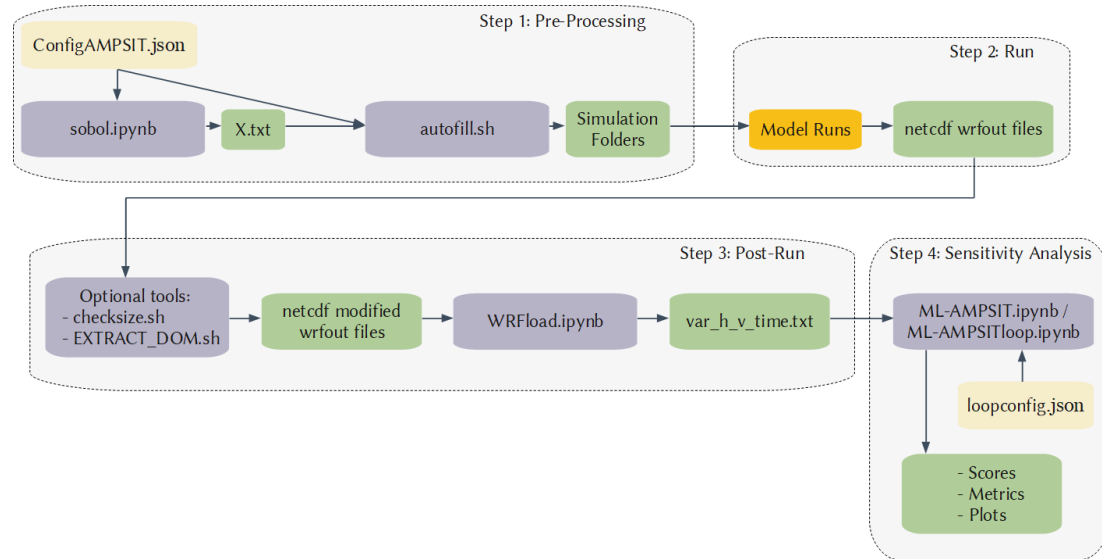 Step 1: Pre-Processing
ConfigAMPSIT.json
sobol.ipynb
X.txt
autofill.sh
Simulation
Folders
Step 2: Run
Model Runs
netcdf wrfout files
Step 3: Post-Run
Optional tools:
- checksize.sh
- EXTRACT_DOM.sh
netcdf modified
wrfout files
WRFload.ipynb
var_h_v_time.txt
Step 4: Sensitivity Analysis
ML-AMPSIT.ipynb /
ML-AMPSITloop.ipynb
loopconfig.json
- Scores
- Metrics
- Plots